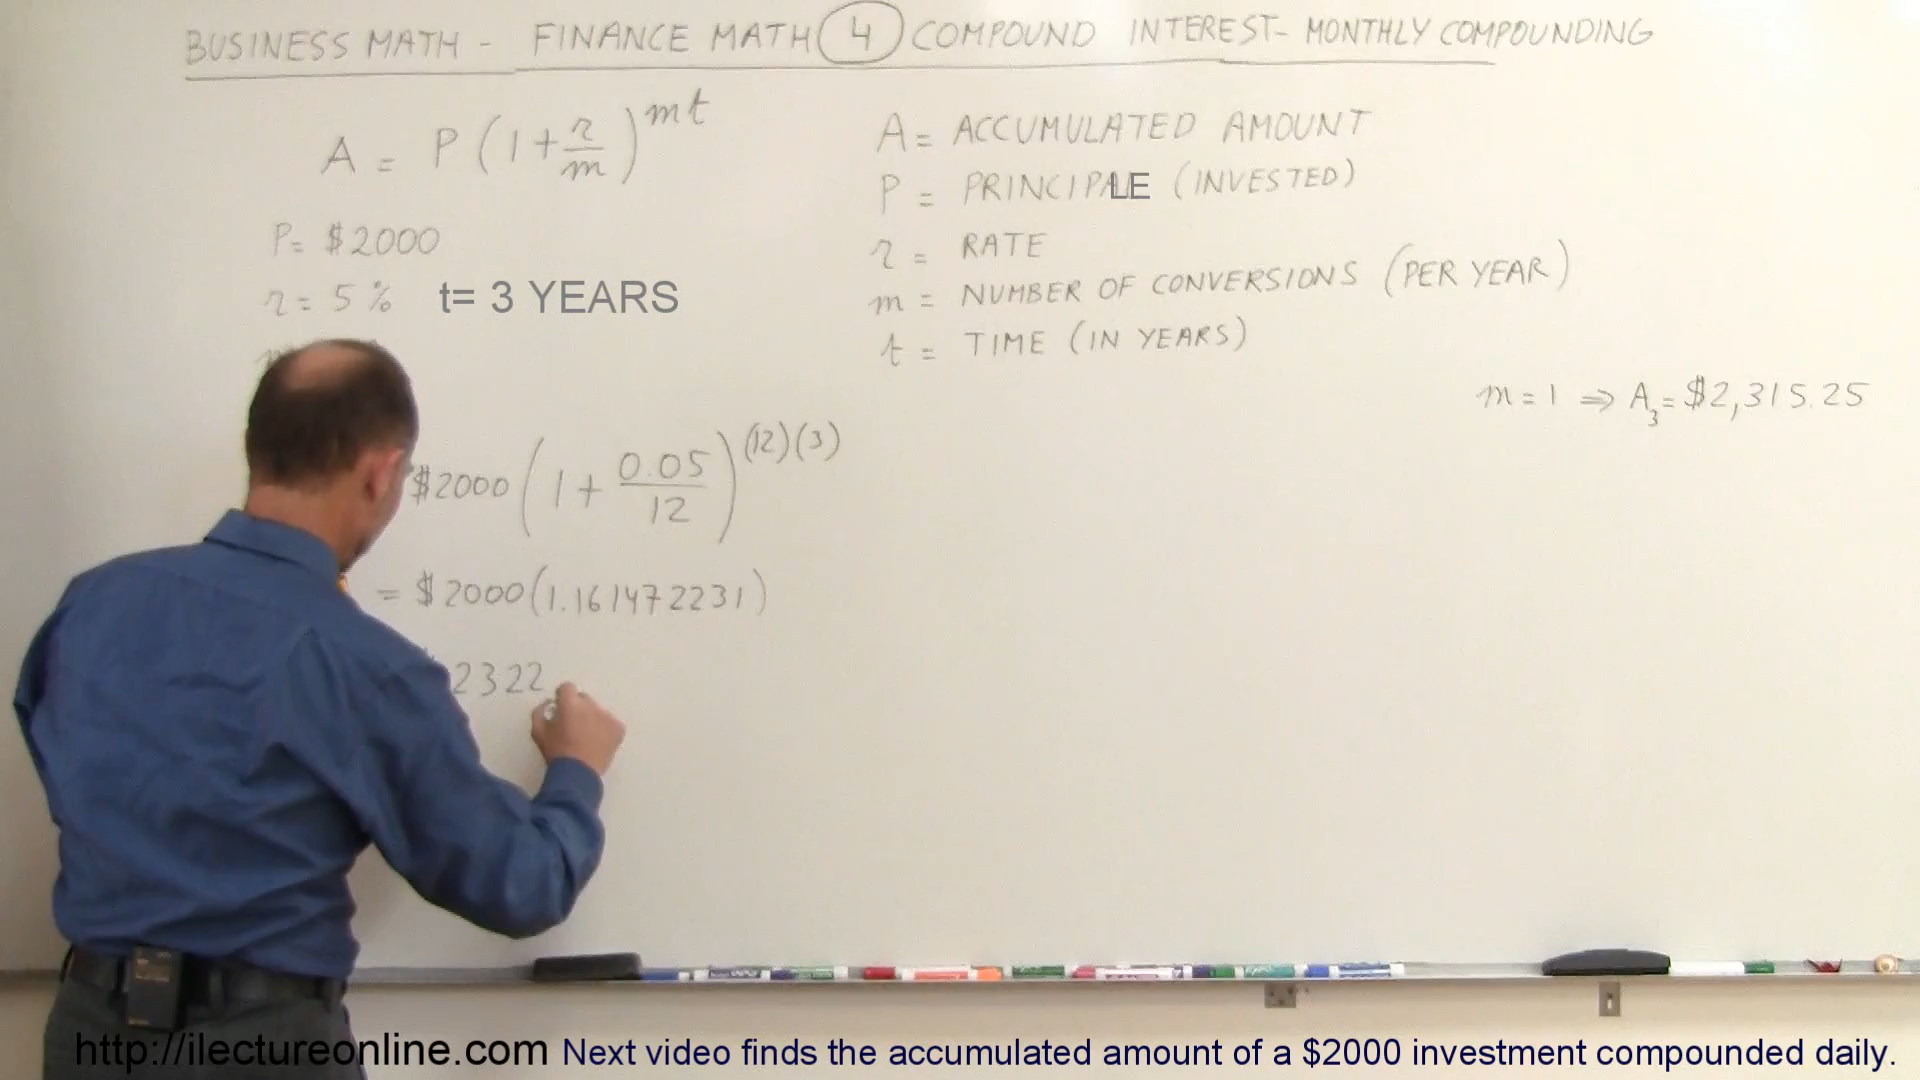 BUSINESS MATH - FINANCE MATH 4 COMPOUND INTEREST - MONTHLY COMPOUNDING
A = P(1+r/m)^mt
A = ACCUMULATED AMOUNT
P = PRINCIPLE (INVESTED)
r = RATE
m = NUMBER OF CONVERSIONS (PER YEAR)
t = TIME (IN YEARS)
P= $2000
r = 5% t= 3 YEARS
m = 1 ⇒ A₃= $2,315.25
$2000(1+0.05/12)^(12)(3)
= $2000(1.161472231)
2322
http://ilectureonline.com Next video finds the accumulated amount of a $2000 investment compounded daily.